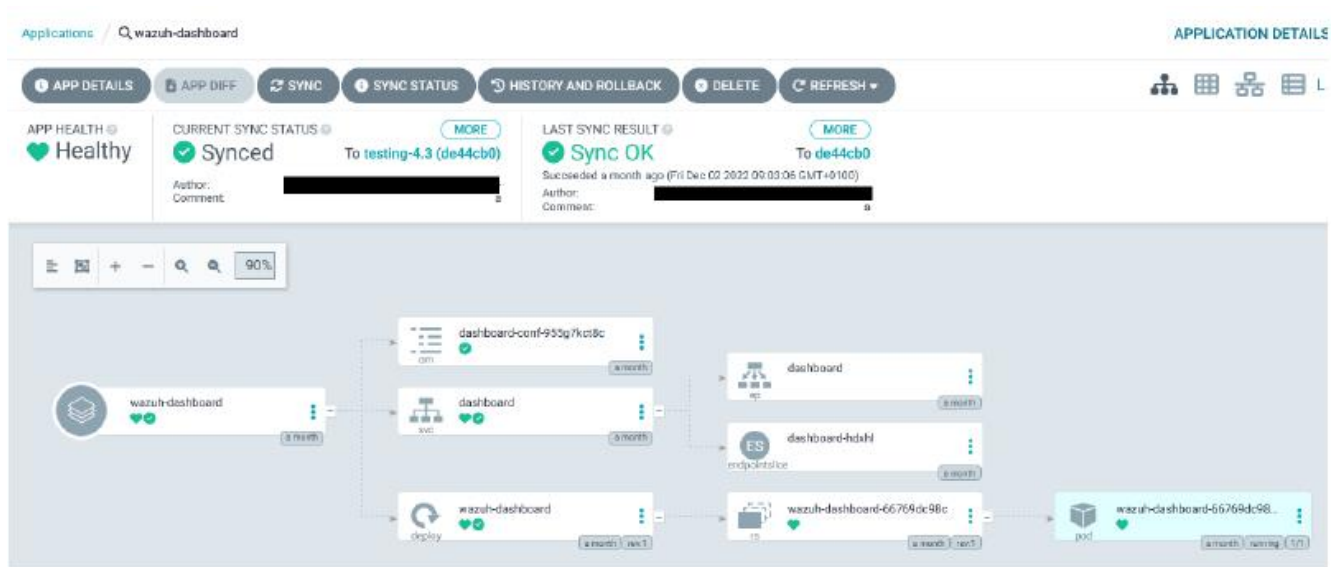 Applications / wazuh-dashboard
APPLICATION DETAILS
APP DETAILS APP DIFF SYNC SYNC STATUS HISTORY AND ROLLBACK DELETE REFRESH
L
APP HEALTH
Healthy
CURRENT SYNC STATUS MORE
Synced To testing-4.3 (de44cb0)
Author:
Comment: a
LAST SYNC RESULT MORE
Sync OK To de44cb0
Succeeded a month ago (Fri Dec 02 2022 09:03:06 GMT+0100)
Author:
Comment: a
90%
wazuh-dashboard
a month
dashboard-conf-955g7kct8c
cm
a month
dashboard
svc
a month
wazuh-dashboard
deploy
a month rev:1
dashboard
ep
a month
ES
dashboard-hdxhl
endpointslice
a month
wazuh-dashboard-66769dc98c
rs
a month rev:1
wazuh-dashboard-66769dc98...
pod
a month running 1/1